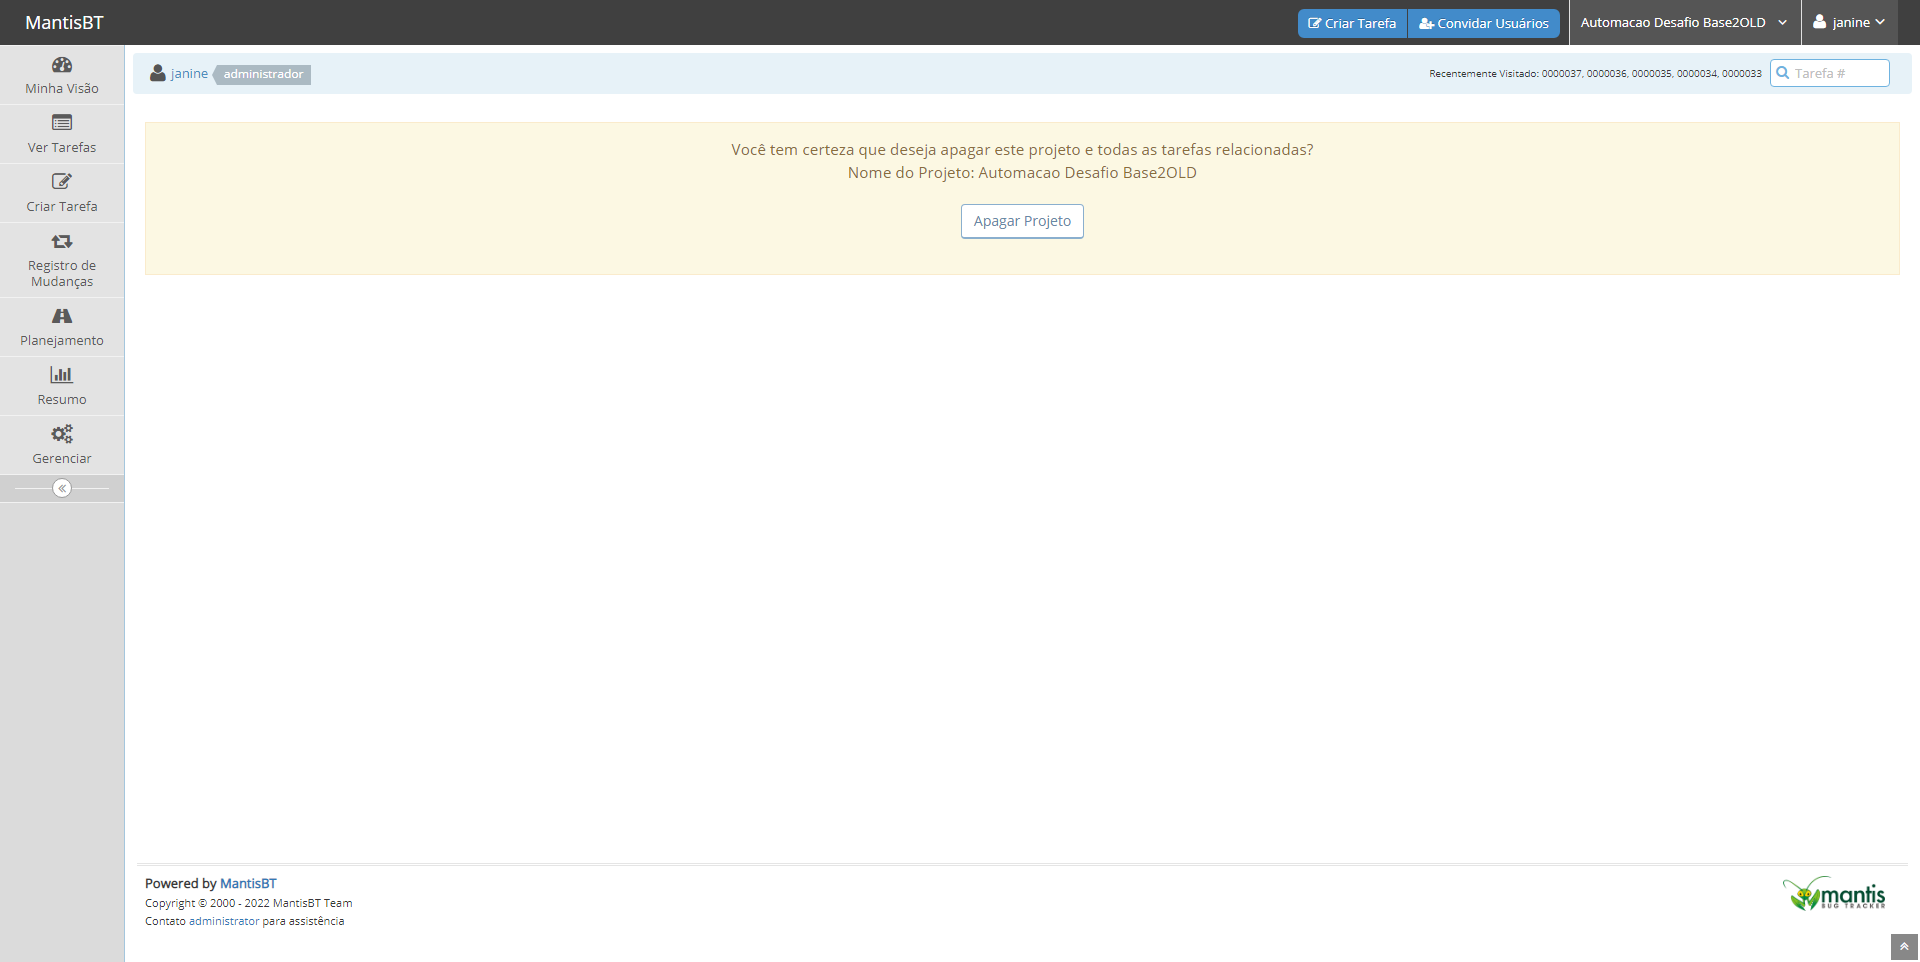 MantisBT
Criar Tarefa
Convidar Usuários
Automacao Desafio Base2OLD
janine
Minha Visão
Ver Tarefas
Criar Tarefa
Registro de
Mudanças
Planejamento
Resumo
Gerenciar
janine
administrador
Recentemente Visitado: 0000037, 0000036, 0000035, 0000034, 0000033
Tarefa #
Você tem certeza que deseja apagar este projeto e todas as tarefas relacionadas?
Nome do Projeto: Automacao Desafio Base2OLD
Apagar Projeto
Powered by MantisBT
Copyright © 2000 - 2022 MantisBT Team
Contato administrator para assistência
mantis
BUG TRACKER